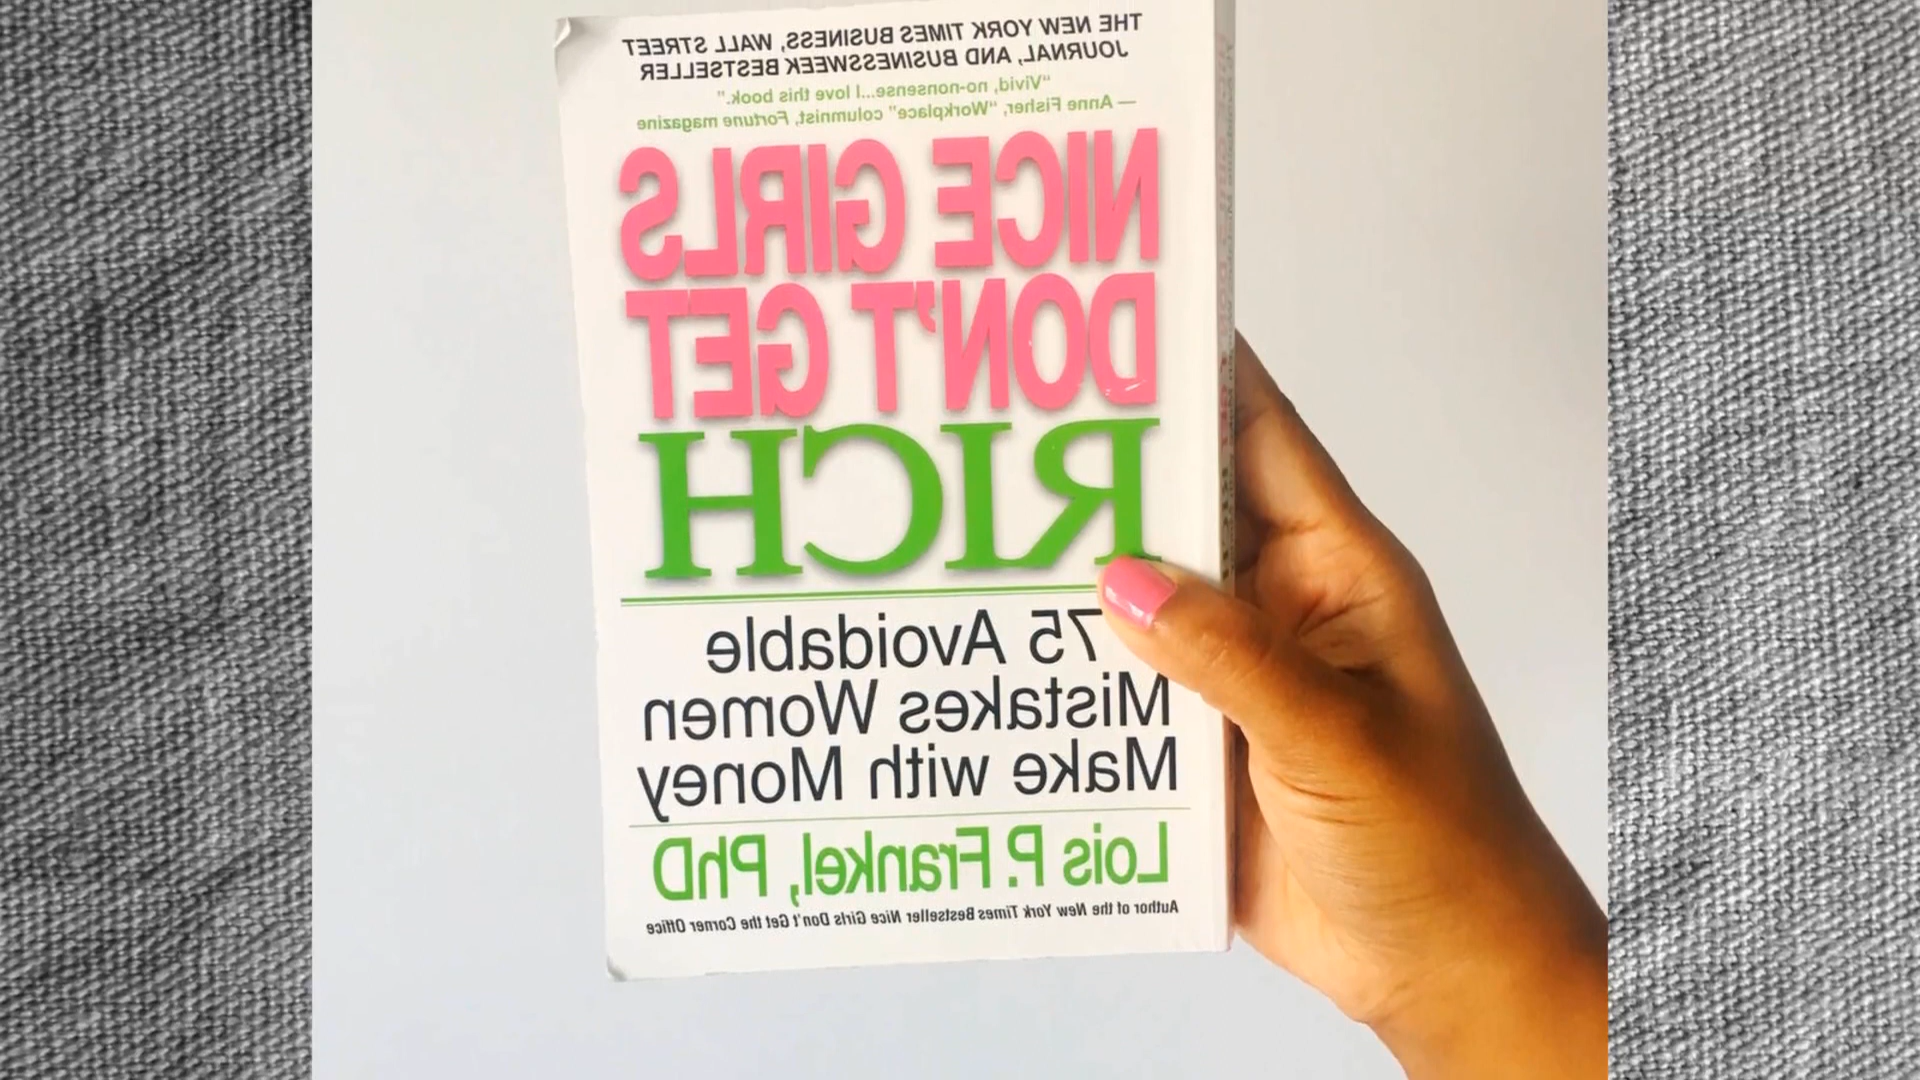 THE NEW YORK TIMES BUSINESS, WALL STREET
JOURNAL, AND BUSINESSWEEK BESTSELLER
"Vivid, no-nonsense...I love this book."
— Anne Fisher, "Workplace" columnist, Fortune magazine
NICE GIRLS
DON'T GET
RICH
75 Avoidable
Mistakes Women
Make with Money
Lois P. Frankel, PhD
Author of the New York Times Bestseller Nice Girls Don't Get the Corner Office